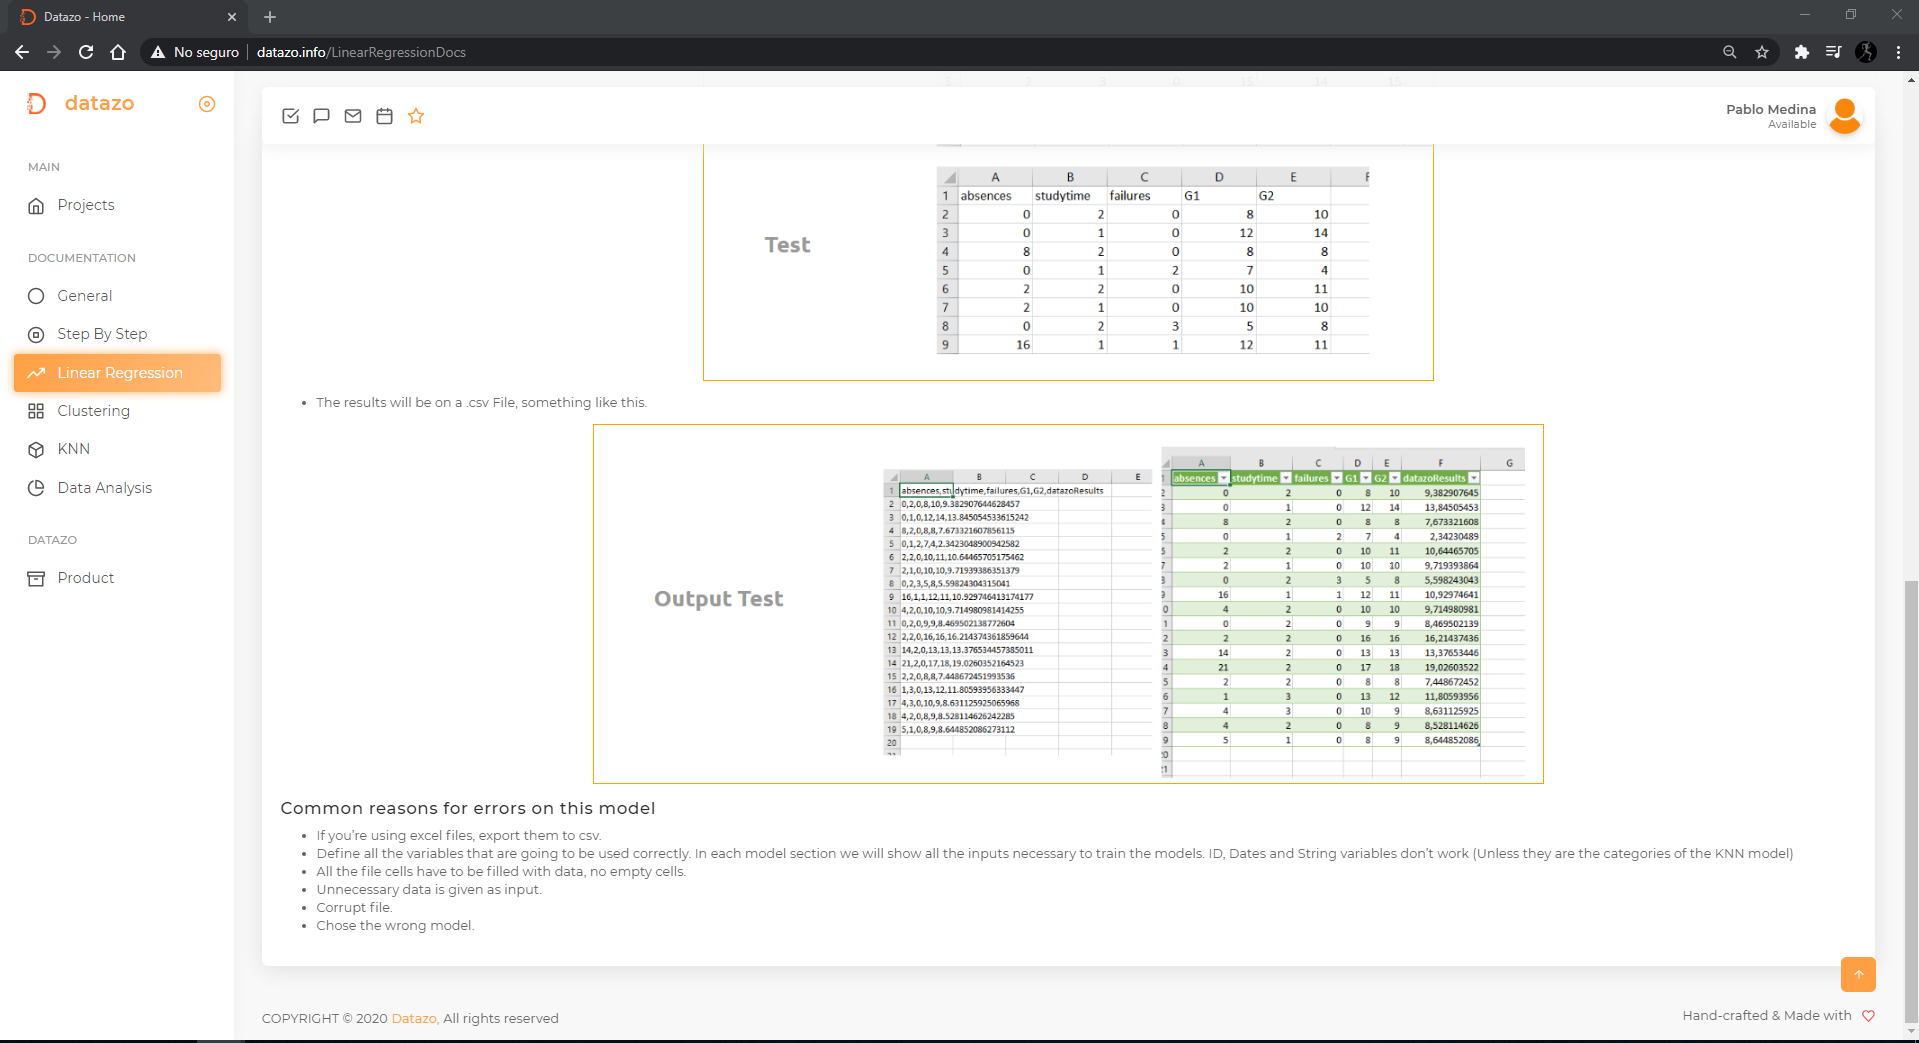 Datazo - Home
No seguro
datazo.info/LinearRegressionDocs
datazo
Pablo Medina
Available
MAIN
Projects
DOCUMENTATION
General
Step By Step
Linear Regression
Clustering
KNN
Data Analysis
DATAZO
Product
Test
A B C D E
1 absences studytime failures G1 G2
2 0 2 0 8 10
3 0 1 0 12 14
4 8 2 0 8 8
5 0 1 2 7 4
6 2 2 0 10 11
7 2 1 0 10 10
8 0 2 3 5 8
9 16 1 1 12 11
The results will be on a .csv File, something like this.
Output Test
A B C D E
1 absences,studytime,failures,G1,G2,datazoResults
2 0,2,0,8,10,9.382907644628457
3 0,1,0,12,14,13.845054533615242
4 8,2,0,8,8,7.673321607856115
5 0,1,2,7,4,2.3423048900942582
6 2,2,0,10,11,10.64465705175462
7 2,1,0,10,10,9.71939386351379
8 0,2,3,5,8,5.59824304315041
9 16,1,1,12,11,10.929746413174177
10 4,2,0,10,10,9.714980981414255
11 0,2,0,9,9,8.469502138772604
12 2,2,0,16,16,16.214374361859644
13 14,2,0,13,13,13.376534457385011
14 21,2,0,17,18,19.0260352164523
15 2,2,0,8,8,7.448672451993536
16 1,3,0,13,12,11.80593956333447
17 4,3,0,10,9,8.631125925065968
18 4,2,0,8,9,8.528114626242285
19 5,1,0,8,9,8.644852086273112
20
A B C D E F G
absences studytime failures G1 G2 datazoResults
2 0 2 0 8 10 9,382907645
3 0 1 0 12 14 13,84505453
4 8 2 0 8 8 7,673321608
5 0 1 2 7 4 2,34230489
6 2 2 0 10 11 10,64465705
7 2 1 0 10 10 9,719393864
8 0 2 3 5 8 5,598243043
9 16 1 1 12 11 10,92974641
0 4 2 0 10 10 9,714980981
1 0 2 0 9 9 8,469502139
2 2 2 0 16 16 16,21437436
3 14 2 0 13 13 13,37653446
4 21 2 0 17 18 19,02603522
5 2 2 0 8 8 7,448672452
6 1 3 0 13 12 11,80593956
7 4 3 0 10 9 8,631125925
8 4 2 0 8 9 8,528114626
9 5 1 0 8 9 8,644852086
Common reasons for errors on this model
If you're using excel files, export them to csv.
Define all the variables that are going to be used correctly. In each model section we will show all the inputs necessary to train the models. ID, Dates and String variables don't work (Unless they are the categories of the KNN model)
All the file cells have to be filled with data, no empty cells.
Unnecessary data is given as input.
Corrupt file.
Chose the wrong model.
COPYRIGHT © 2020 Datazo, All rights reserved
Hand-crafted & Made with